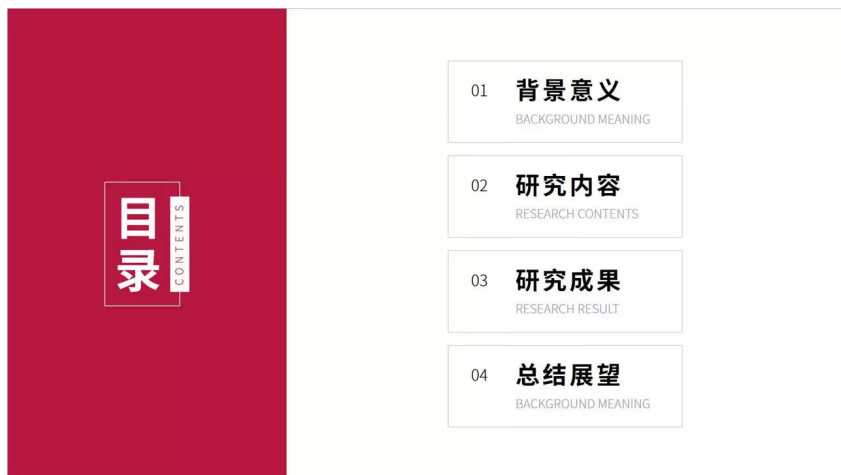 目
录
CONTENTS
01
背景意义
BACKGROUND MEANING
02
研究内容
RESEARCH CONTENTS
03
研究成果
RESEARCH RESULT
04
总结展望
BACKGROUND MEANING